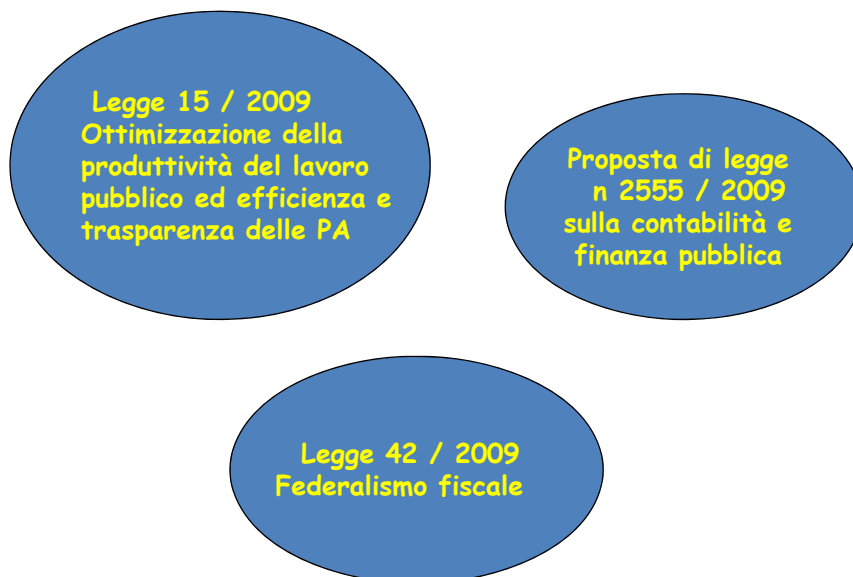 Legge 15 / 2009
Ottimizzazione della
produttività del lavoro
pubblico ed efficienza e
trasparenza delle PA
Proposta di legge
n 2555 / 2009
sulla contabilità e
finanza pubblica
Legge 42 / 2009
Federalismo fiscale